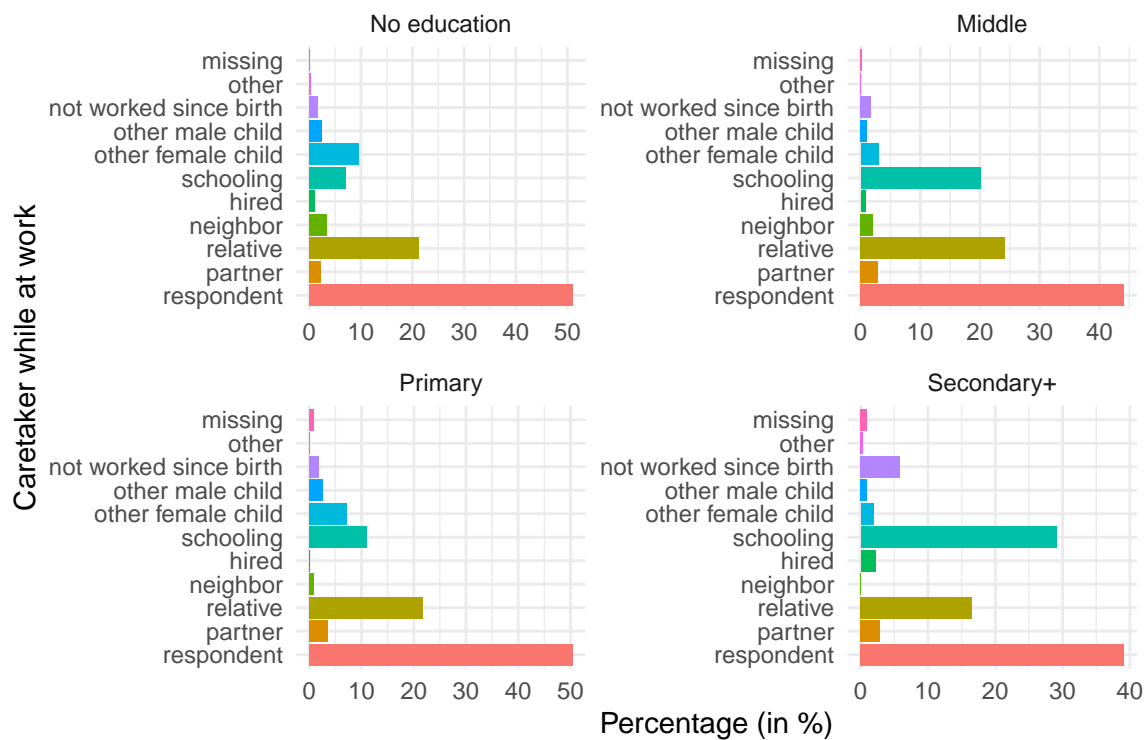 No education
missing
other
not worked since birth
other male child
other female child
schooling
hired
neighbor
relative
partner
respondent
0 10 20 30 40 50
Middle
missing
other
not worked since birth
other male child
other female child
schooling
hired
neighbor
relative
partner
respondent
0 10 20 30 40
Primary
missing
other
not worked since birth
other male child
other female child
schooling
hired
neighbor
relative
partner
respondent
0 10 20 30 40 50
Secondary+
missing
other
not worked since birth
other male child
other female child
schooling
hired
neighbor
relative
partner
respondent
0 10 20 30 40
Caretaker while at work
Percentage (in %)